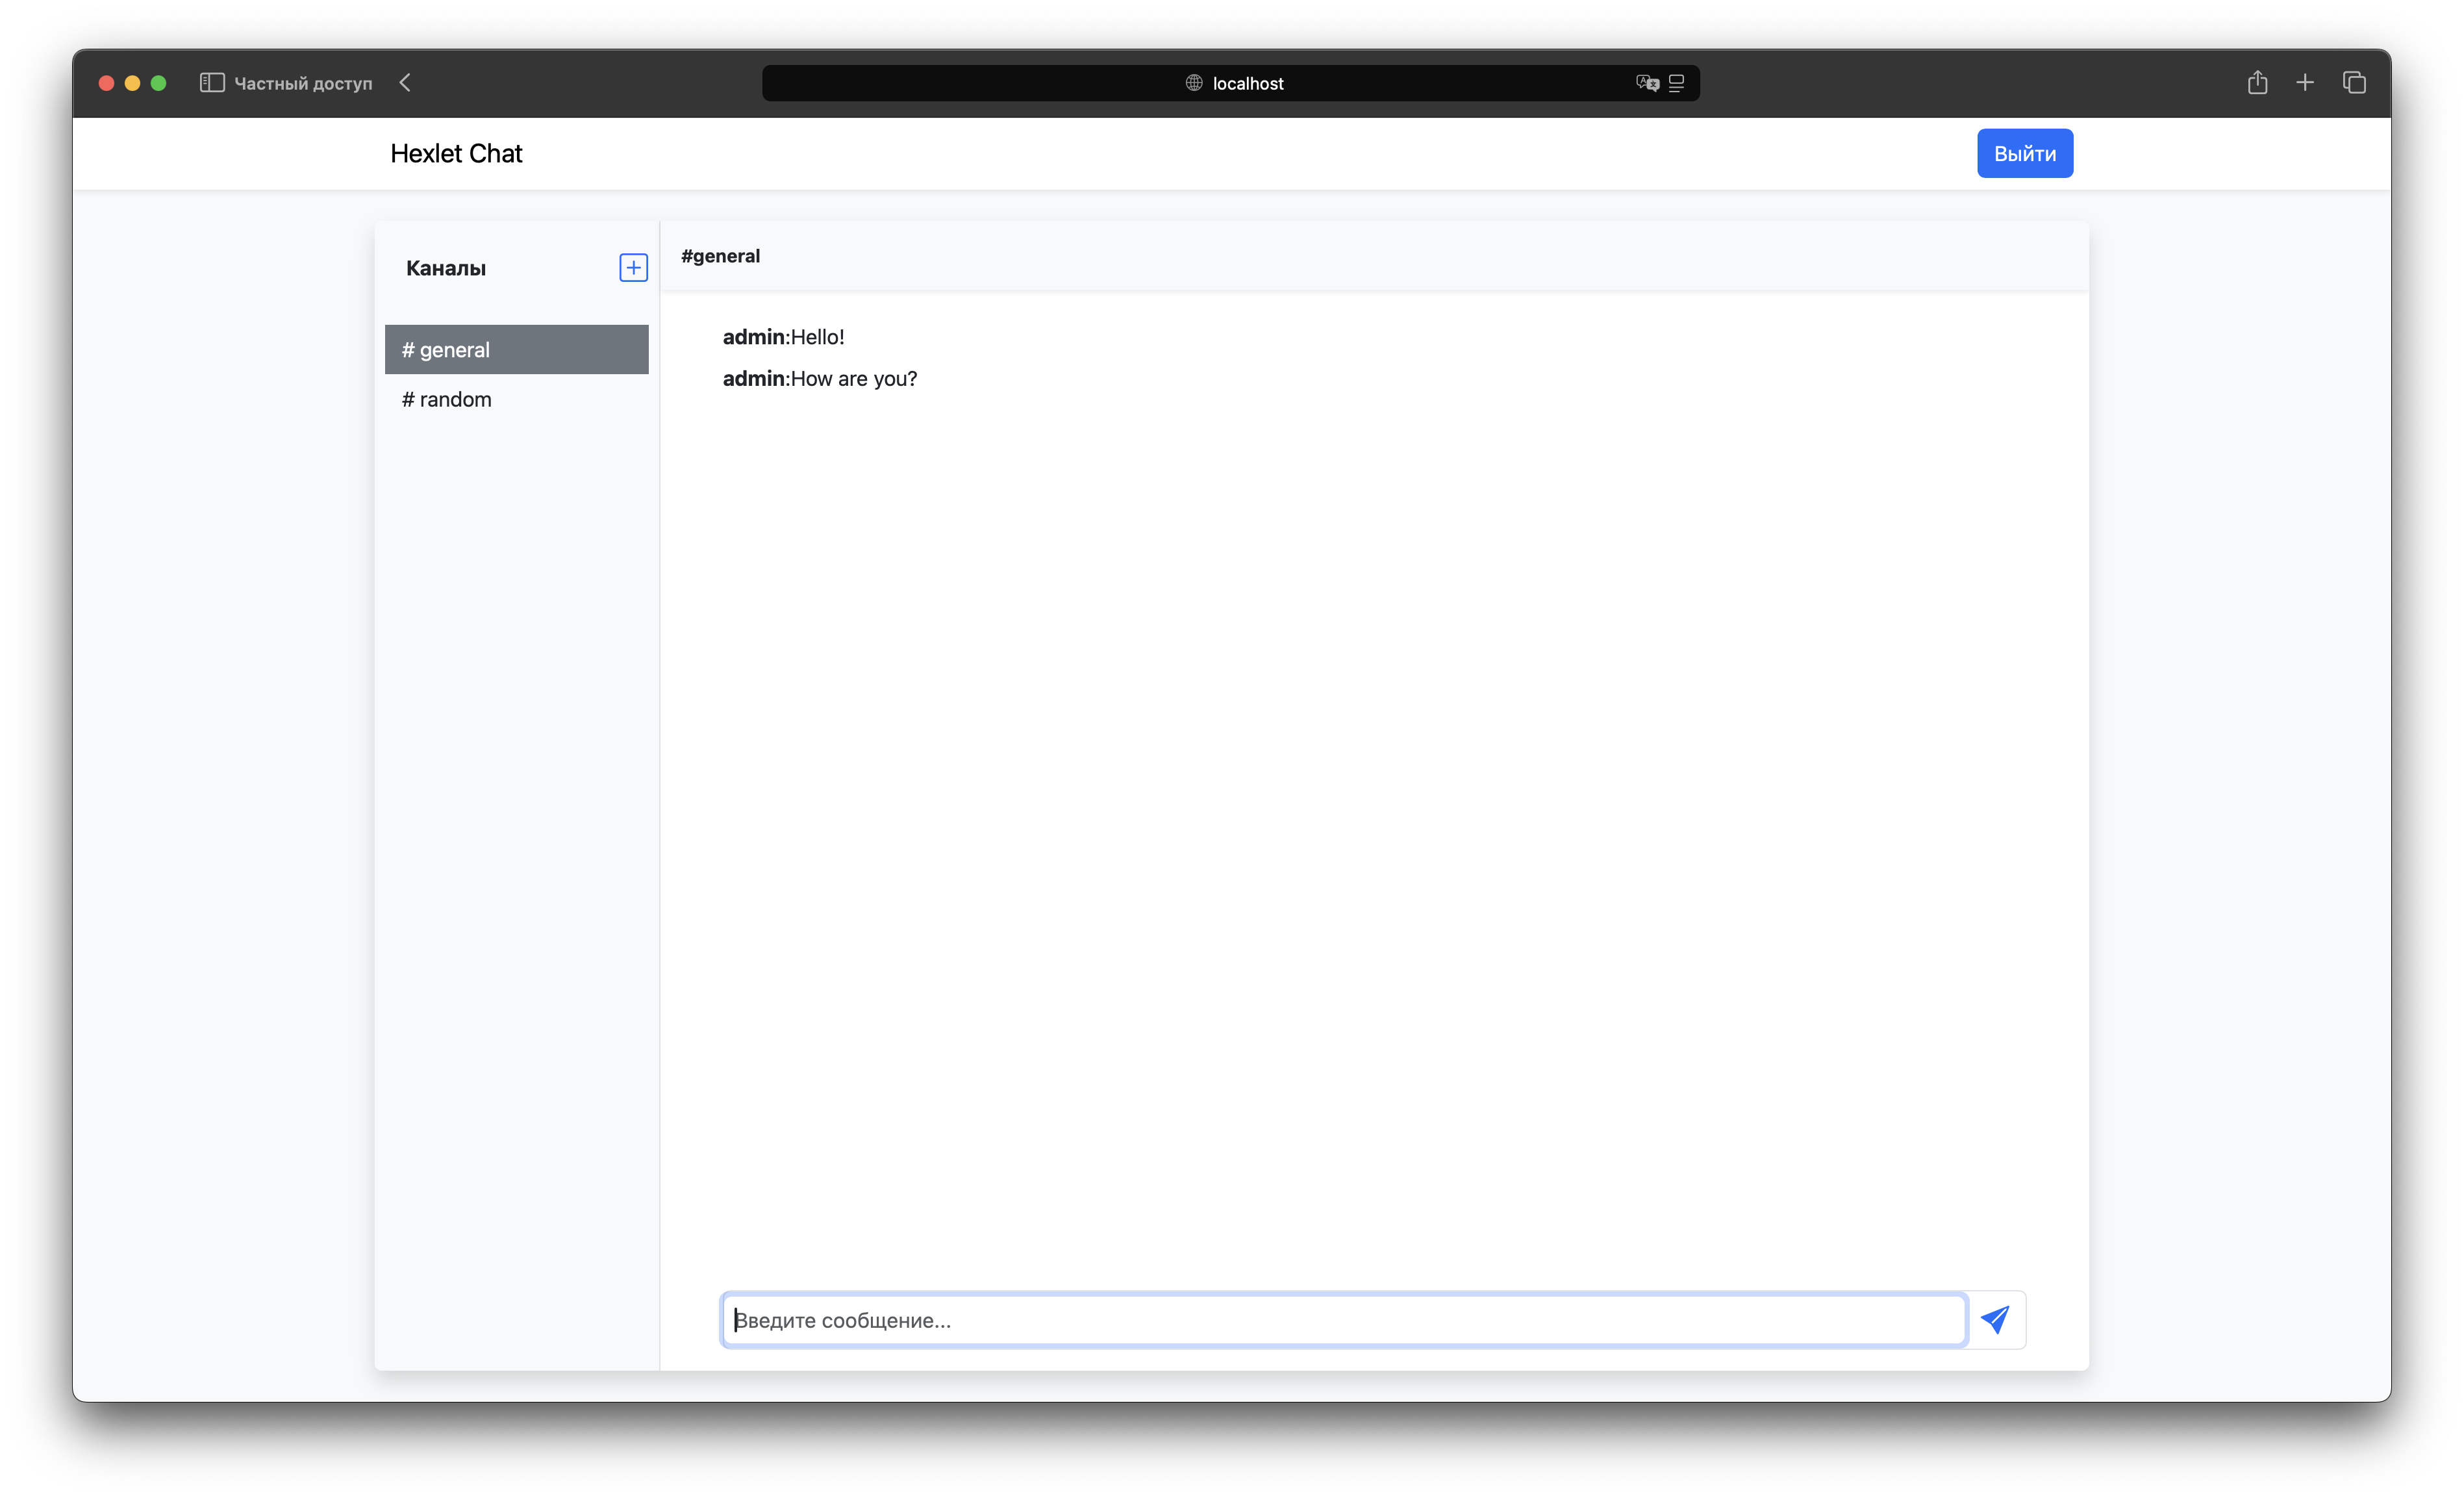 Частный доступ
localhost
Hexlet Chat
Выйти
Каналы
#general
# general
# random
admin:Hello!
admin:How are you?
Введите сообщение...